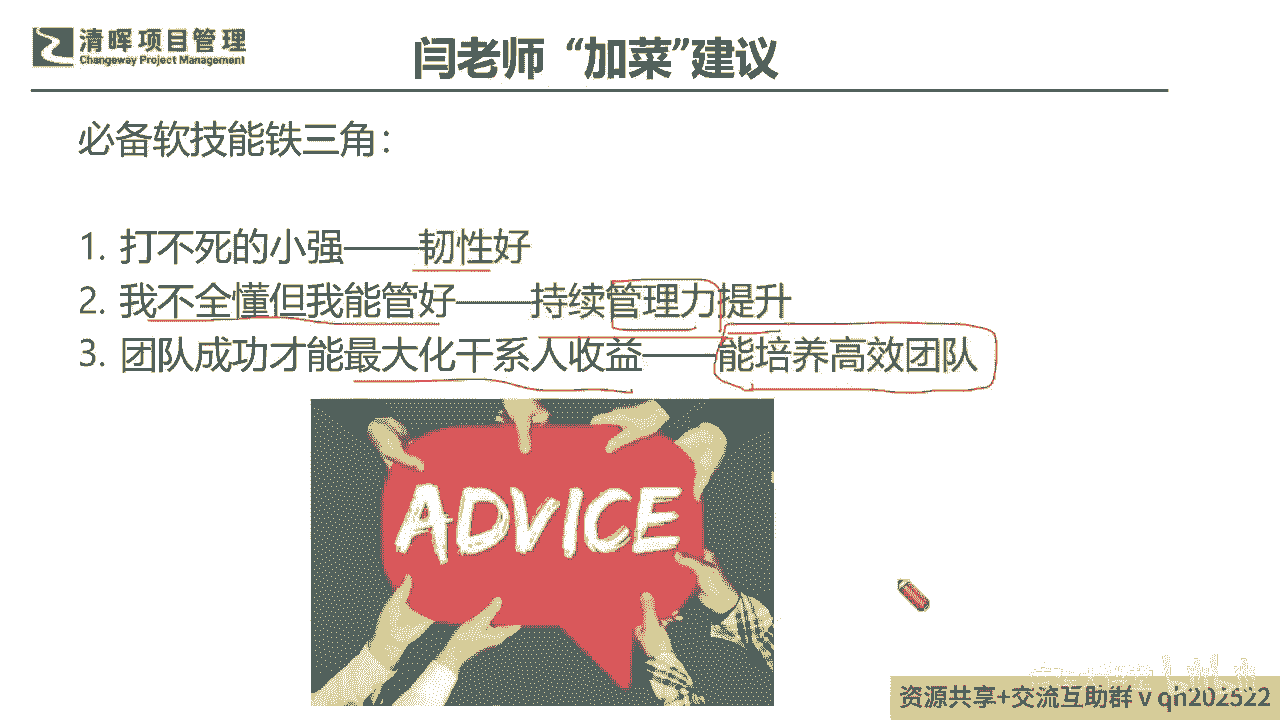 清晖项目管理
Changeway Project Management
闫老师 “加菜”建议
必备软技能铁三角：
1. 打不死的小强——韧性好
2. 我不全懂但我能管好——持续管理力提升
3. 团队成功才能最大化干系人收益——能培养高效团队
ADVICE
资源共享+交流互助群 v qh202522